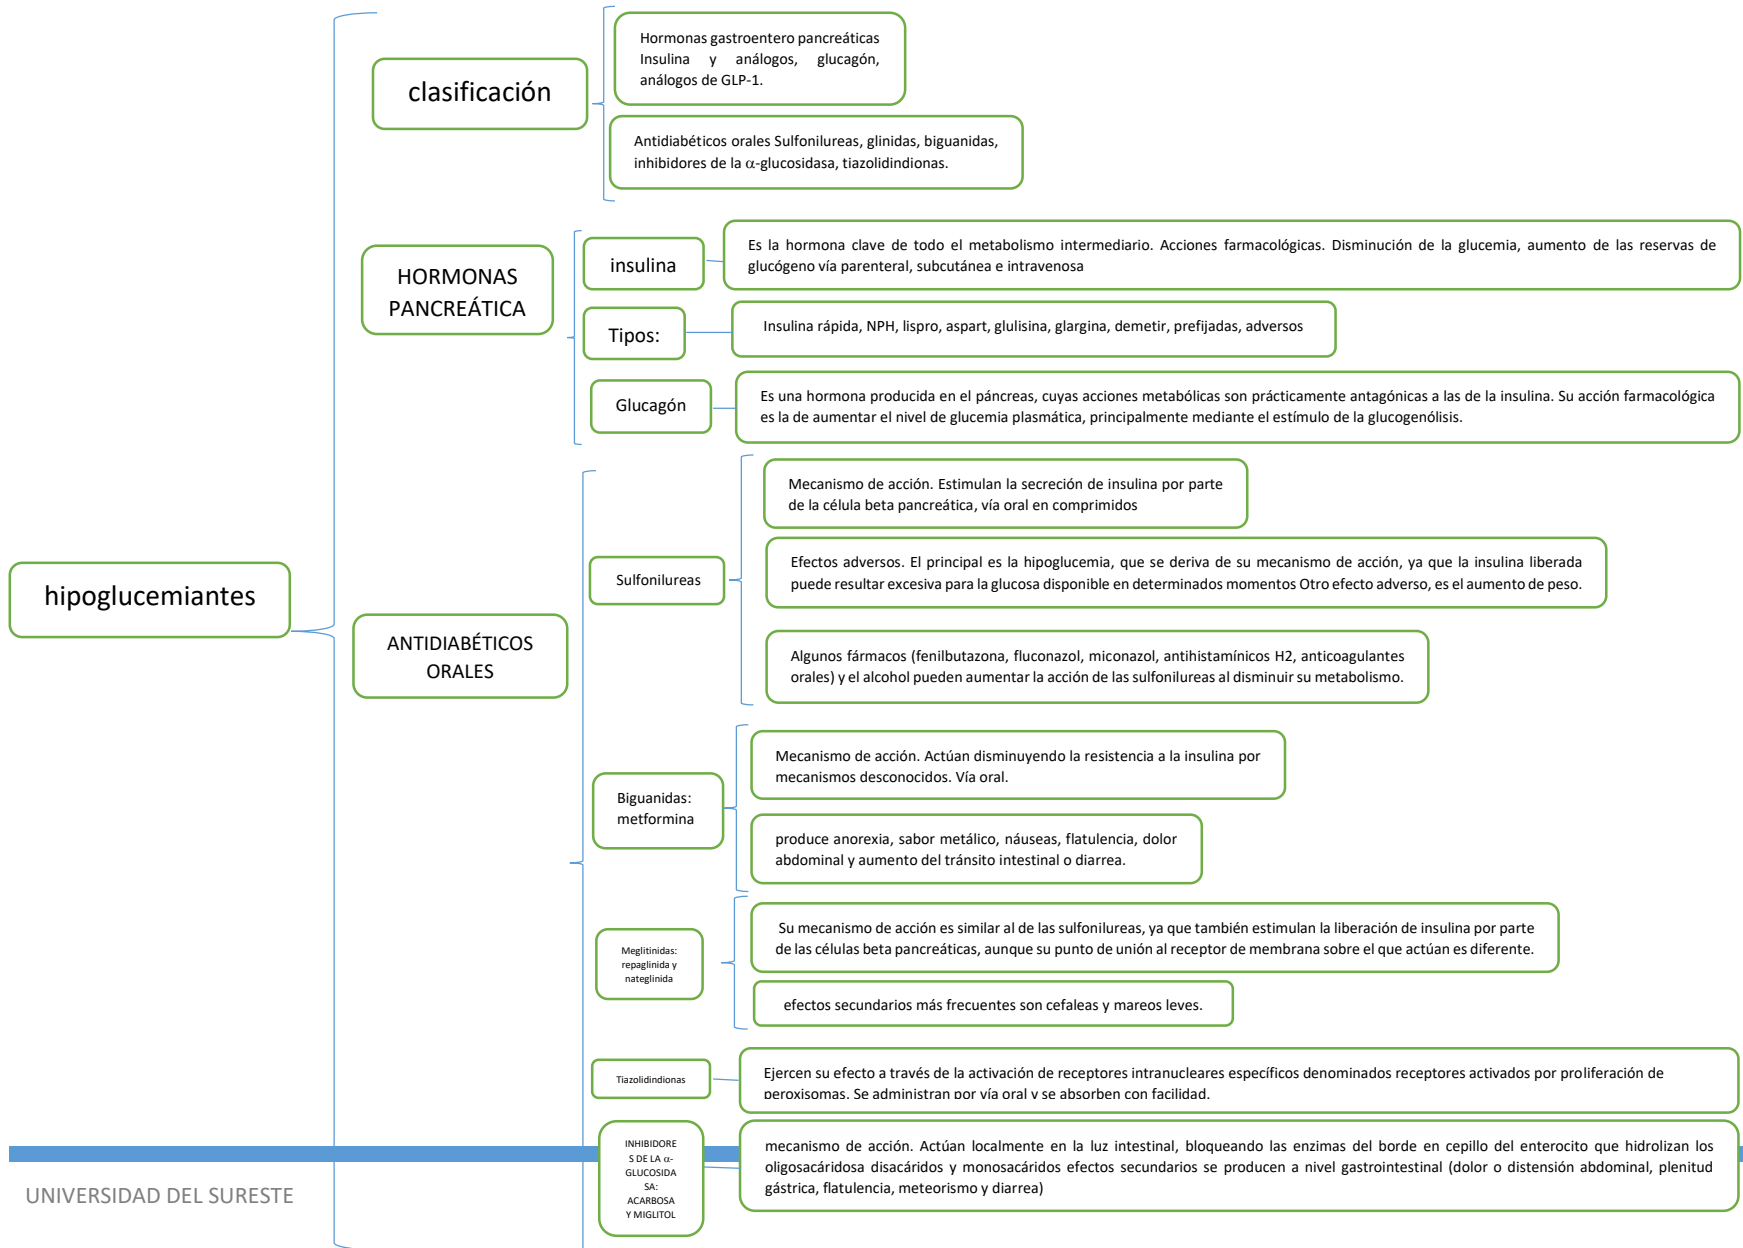 hipoglucemiantes
clasificación
Hormonas gastroentero pancreáticas
Insulina y análogos, glucagón,
análogos de GLP-1.
Antidiabéticos orales Sulfonilureas, glinidas, biguanidas,
inhibidores de la α-glucosidasa, tiazolidindionas.
HORMONAS
PANCREÁTICA
insulina
Es la hormona clave de todo el metabolismo intermediario. Acciones farmacológicas. Disminución de la glucemia, aumento de las reservas de
glucógeno vía parenteral, subcutánea e intravenosa
Tipos:
Insulina rápida, NPH, lispro, aspart, glulisina, glargina, demetir, prefijadas, adversos
Glucagón
Es una hormona producida en el páncreas, cuyas acciones metabólicas son prácticamente antagónicas a las de la insulina. Su acción farmacológica
es la de aumentar el nivel de glucemia plasmática, principalmente mediante el estímulo de la glucogenólisis.
ANTIDIABÉTICOS
ORALES
Sulfonilureas
Mecanismo de acción. Estimulan la secreción de insulina por parte
de la célula beta pancreática, vía oral en comprimidos
Efectos adversos. El principal es la hipoglucemia, que se deriva de su mecanismo de acción, ya que la insulina liberada
puede resultar excesiva para la glucosa disponible en determinados momentos Otro efecto adverso, es el aumento de peso.
Algunos fármacos (fenilbutazona, fluconazol, miconazol, antihistamínicos H2, anticoagulantes
orales) y el alcohol pueden aumentar la acción de las sulfonilureas al disminuir su metabolismo.
Biguanidas:
metformina
Mecanismo de acción. Actúan disminuyendo la resistencia a la insulina por
mecanismos desconocidos. Vía oral.
produce anorexia, sabor metálico, náuseas, flatulencia, dolor
abdominal y aumento del tránsito intestinal o diarrea.
Meglitinidas:
repaglinida y
nateglinida
Su mecanismo de acción es similar al de las sulfonilureas, ya que también estimulan la liberación de insulina por parte
de las células beta pancreáticas, aunque su punto de unión al receptor de membrana sobre el que actúan es diferente.
efectos secundarios más frecuentes son cefaleas y mareos leves.
Tiazolidindionas
Ejercen su efecto a través de la activación de receptores intranucleares específicos denominados receptores activados por proliferación de
peroxisomas. Se administran por vía oral y se absorben con facilidad.
INHIBIDORE
S DE LA α-
GLUCOSIDA
SA:
ACARBOSA
Y MIGLITOL
mecanismo de acción. Actúan localmente en la luz intestinal, bloqueando las enzimas del borde en cepillo del enterocito que hidrolizan los
oligosacáridosa disacáridos y monosacáridos efectos secundarios se producen a nivel gastrointestinal (dolor o distensión abdominal, plenitud
gástrica, flatulencia, meteorismo y diarrea)
UNIVERSIDAD DEL SURESTE